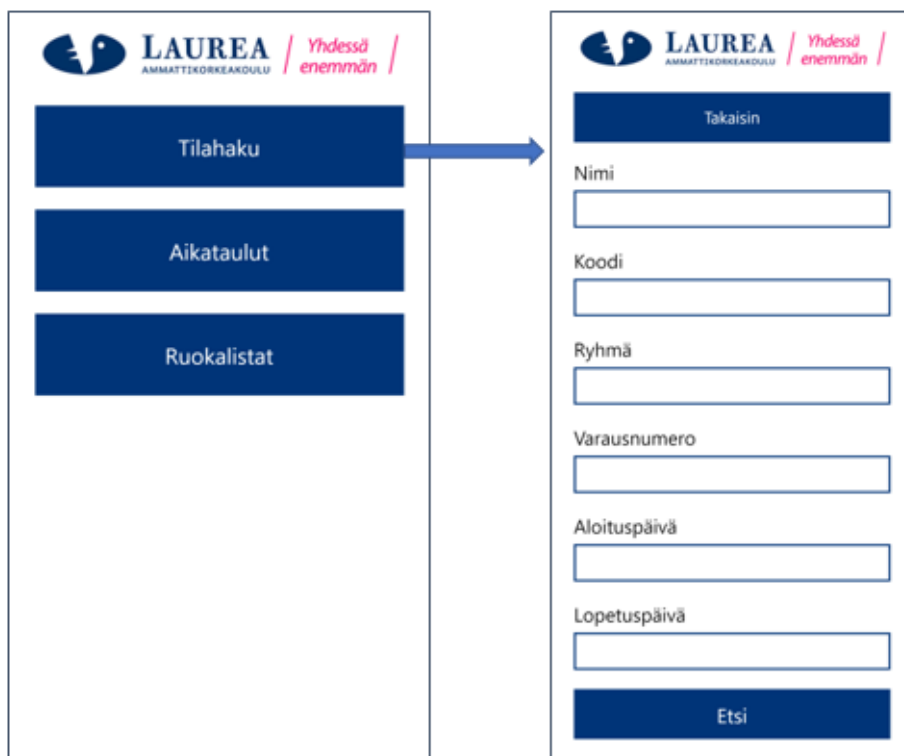 LAUREA
AMMATTIKORKEAKOULU
Yhdessä
enemmän
Tilahaku
Aikataulut
Ruokalistat
LAUREA
AMMATTIKORKEAKOULU
Yhdessä
enemmän
Takaisin
Nimi
Koodi
Ryhmä
Varausnumero
Aloituspäivä
Lopetuspäivä
Etsi